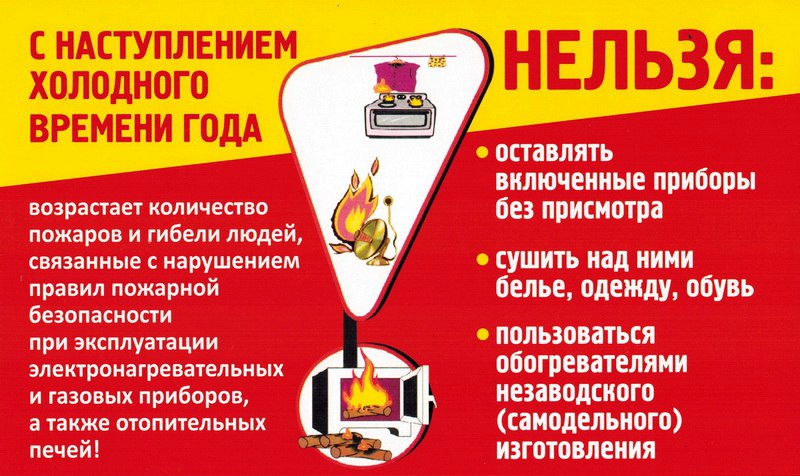 С НАСТУПЛЕНИЕМ
ХОЛОДНОГО
ВРЕМЕНИ ГОДА
возрастает количество
пожаров и гибели людей,
связанные с нарушением
правил пожарной
безопасности
при эксплуатации
электронагревательных
и газовых приборов,
а также отопительных
печей!
НЕЛЬЗЯ:
• оставлять
включенные приборы
без присмотра
• сушить над ними
белье, одежду, обувь
• пользоваться
обогревателями
незаводского
(самодельного)
изготовления